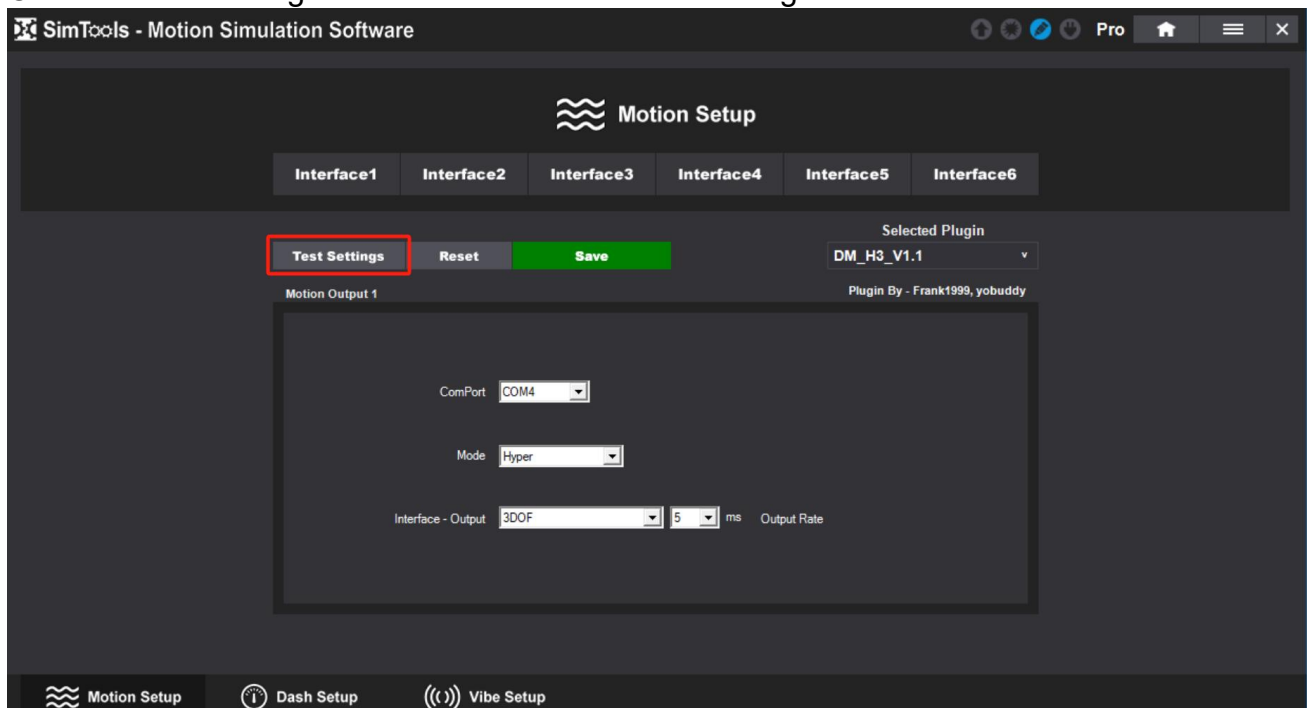 SimTools - Motion Simulation Software
Pro
Motion Setup
Interface1 Interface2 Interface3 Interface4 Interface5 Interface6
Selected Plugin
Test Settings Reset Save DM_H3_V1.1
Motion Output 1 Plugin By - Frank1999, yobuddy
ComPort COM4
Mode Hyper
Interface - Output 3DOF 5 ms Output Rate
Motion Setup Dash Setup Vibe Setup